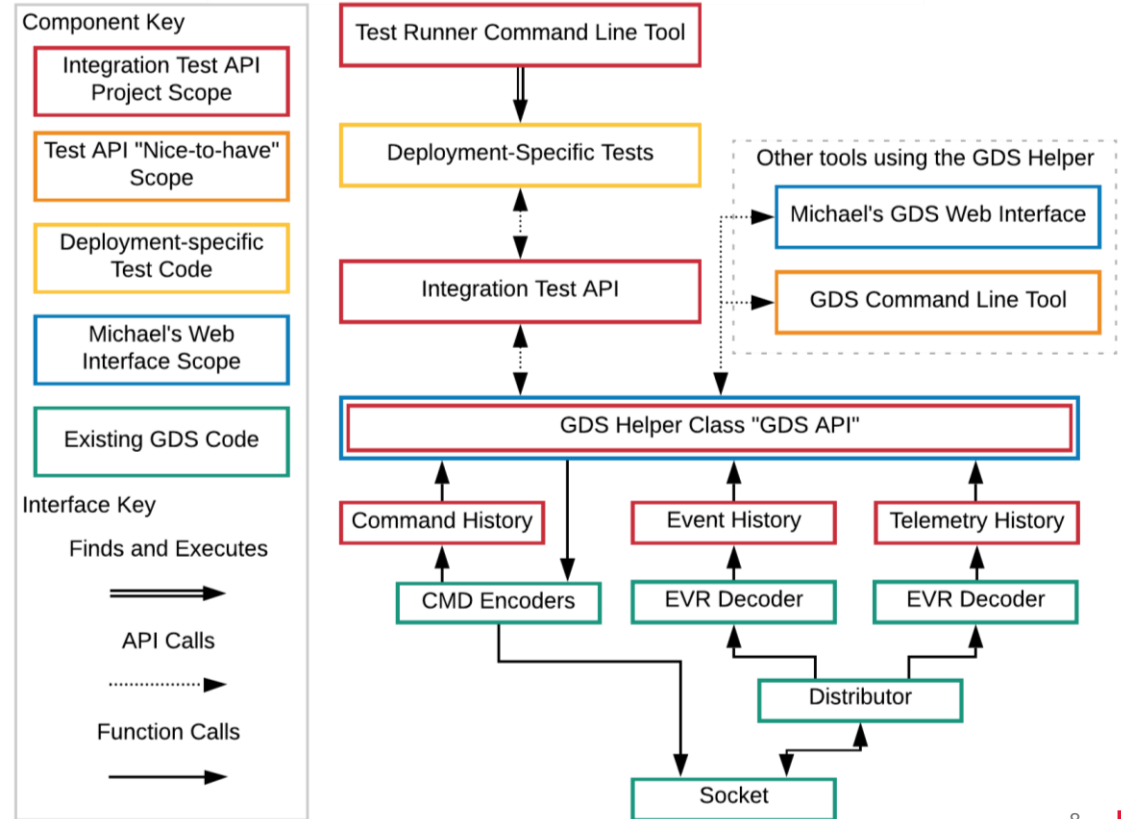 Component Key
Integration Test API
Project Scope
Test API "Nice-to-have"
Scope
Deployment-specific
Test Code
Michael's Web
Interface Scope
Existing GDS Code
Interface Key
Finds and Executes
API Calls
Function Calls
Test Runner Command Line Tool
Deployment-Specific Tests
Integration Test API
Other tools using the GDS Helper
Michael's GDS Web Interface
GDS Command Line Tool
GDS Helper Class "GDS API"
Command History
Event History
Telemetry History
CMD Encoders
EVR Decoder
EVR Decoder
Distributor
Socket